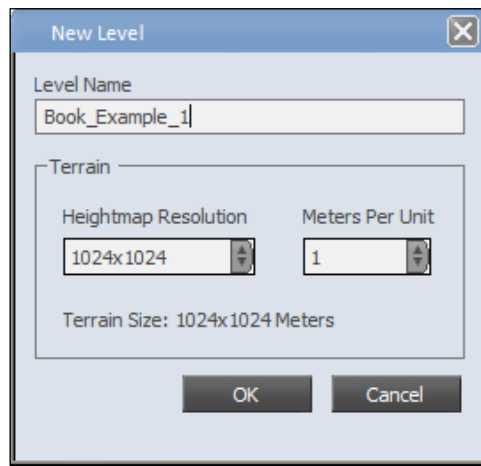 New Level
Level Name
Book_Example_1
Terrain
Heightmap Resolution Meters Per Unit
1024x1024 1
Terrain Size: 1024x1024 Meters
OK Cancel